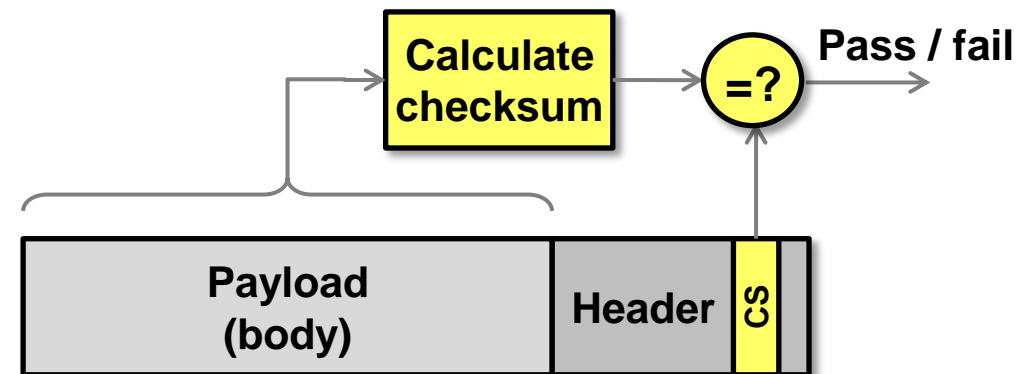 Calculate
checksum
=?
Pass / fail
Payload
(body)
Header
CS